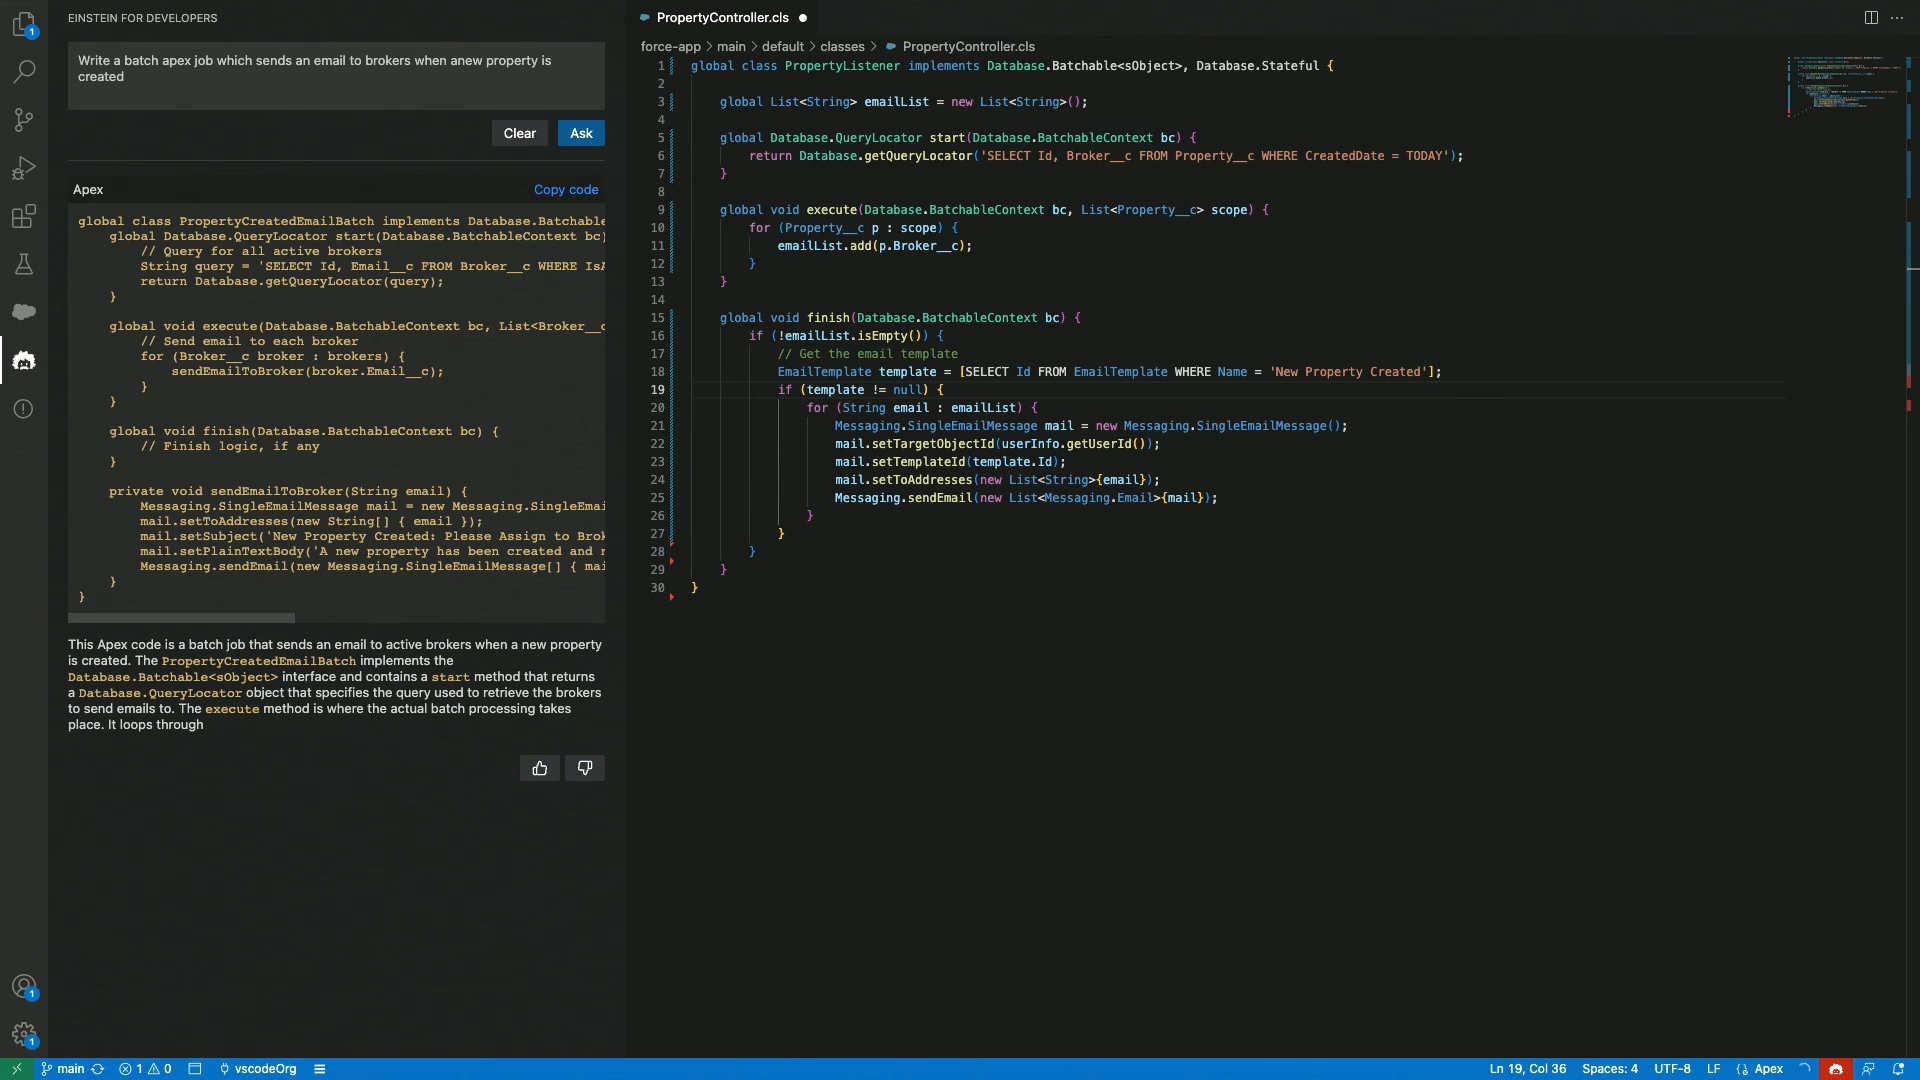 EINSTEIN FOR DEVELOPERS
Write a batch apex job which sends an email to brokers when anew property is
created
Clear
Ask
Apex
Copy code
global class PropertyCreatedEmailBatch implements Database.Batchable
global Database.QueryLocator start(Database.BatchableContext bc)
// Query for all active brokers
String query = 'SELECT Id, Email__c FROM Broker__c WHERE IsA
return Database.getQueryLocator(query);
}
global void execute(Database.BatchableContext bc, List<Broker__c
// Send email to each broker
for (Broker__c broker : brokers) {
sendEmailToBroker(broker.Email__c);
}
}
global void finish(Database.BatchableContext bc) {
// Finish logic, if any
}
private void sendEmailToBroker(String email) {
Messaging.SingleEmailMessage mail = new Messaging.SingleEmai
mail.setToAddresses(new String[] { email });
mail.setSubject('New Property Created: Please Assign to Brok
mail.setPlainTextBody('A new property has been created and n
Messaging.sendEmail(new Messaging.SingleEmailMessage[] { mai
}
}
This Apex code is a batch job that sends an email to active brokers when a new property
is created. The PropertyCreatedEmailBatch implements the
Database.Batchable<sObject> interface and contains a start method that returns
a Database.QueryLocator object that specifies the query used to retrieve the brokers
to send emails to. The execute method is where the actual batch processing takes
place. It loops through
PropertyController.cls
force-app > main > default > classes > PropertyController.cls
1 global class PropertyListener implements Database.Batchable<sObject>, Database.Stateful {
2
3 global List<String> emailList = new List<String>();
4
5 global Database.QueryLocator start(Database.BatchableContext bc) {
6 return Database.getQueryLocator('SELECT Id, Broker__c FROM Property__c WHERE CreatedDate = TODAY');
7 }
8
9 global void execute(Database.BatchableContext bc, List<Property__c> scope) {
10 for (Property__c p : scope) {
11 emailList.add(p.Broker__c);
12 }
13 }
14
15 global void finish(Database.BatchableContext bc) {
16 if (!emailList.isEmpty()) {
17 // Get the email template
18 EmailTemplate template = [SELECT Id FROM EmailTemplate WHERE Name = 'New Property Created'];
19 if (template != null) {
20 for (String email : emailList) {
21 Messaging.SingleEmailMessage mail = new Messaging.SingleEmailMessage();
22 mail.setTargetObjectId(userInfo.getUserId());
23 mail.setTemplateId(template.Id);
24 mail.setToAddresses(new List<String>{email});
25 Messaging.sendEmail(new List<Messaging.Email>{mail});
26 }
27 }
28 }
29 }
30 }
1
1
1
main
1 0
vscodeOrg
Ln 19, Col 36
Spaces: 4
UTF-8
LF
Apex